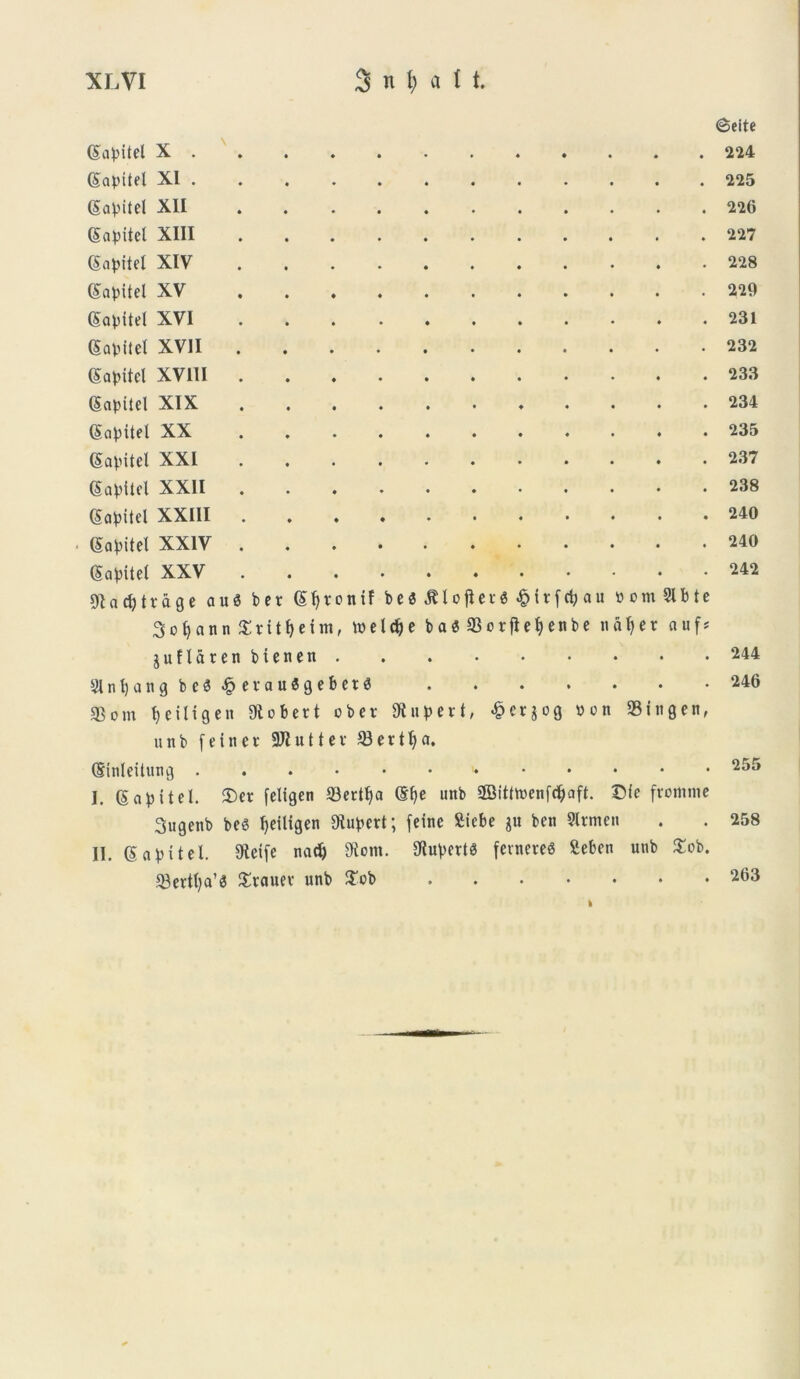 XLVI Inhalt.
Seite
Capitel X . . . . . . . . . . . . 224
Capitel XI . . . . . . . . . . . . 225
Capitel XII . . . . . . . . . . . 226
Capitel XIII . . . . . . . . . . . 227
Capitel XIV . . . . . . . . . . . 228
Capitel XV . . . . . . . . . . . 229
Capitel XVI . . . . . . . . . . . 231
Capitel XVII . . . . . . . . . . . 232
Capitel XVIII . . . . . . . . . . . 233
Capitel XIX . . . . . . . . . . . 234
Capitel XX . . . . . . . . . . . 235
Capitel XXI . . . . . . . . . . . 237
Capitel XXII . . . . . . . . . . . 238
Capitel XXIII . . . . . . . . . . . 240
Capitel XXIV . . . . . . . . . . . 240
Capitel XXV . . . . . . . . . . . 242
Nachträge aus der Chronik des Klosters Hirschau vom Abte
Johann Tritheim, welche das Vorstehende näher auf=
zuklären dienen . . . . . . . . . 244
Anhang des Herausgebers . . . . . . . 246
Vom heiligen Robert oder Rupert, Herzog von Bingen,
und seiner Mutter Bertha.
Einleitung . . . . . . . . . . . . 255
I. Capitel. Der seligen Bertha Ehe und Wittwenschaft. Die fromme
Jugend des heiligen Rupert; seine Liebe zu den Armen . . 258
II. Capitel. Reise nach Rom. Ruperts ferneres Leben und Tod.
Bertha's Trauer und Tod . . . . . . . 263